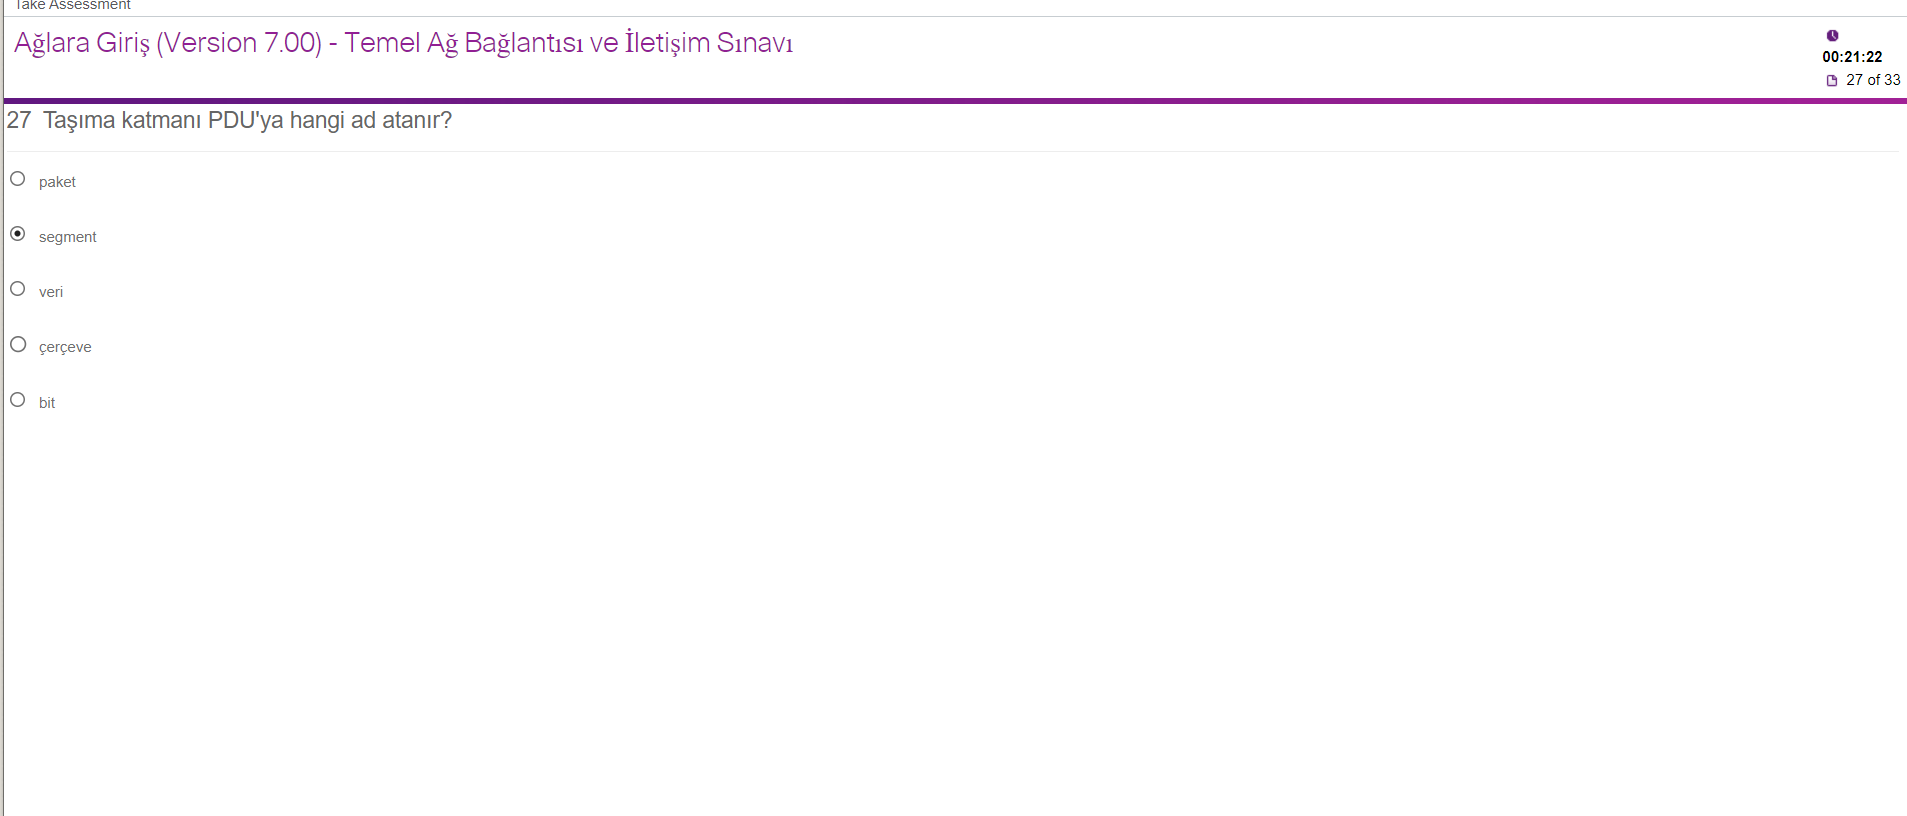 Take Assessment
Ağlara Giriş (Version 7.00) - Temel Ağ Bağlantısı ve İletişim Sınavı
00:21:22
27 of 33
27 Taşıma katmanı PDU'ya hangi ad atanır?
paket
segment
veri
çerçeve
bit